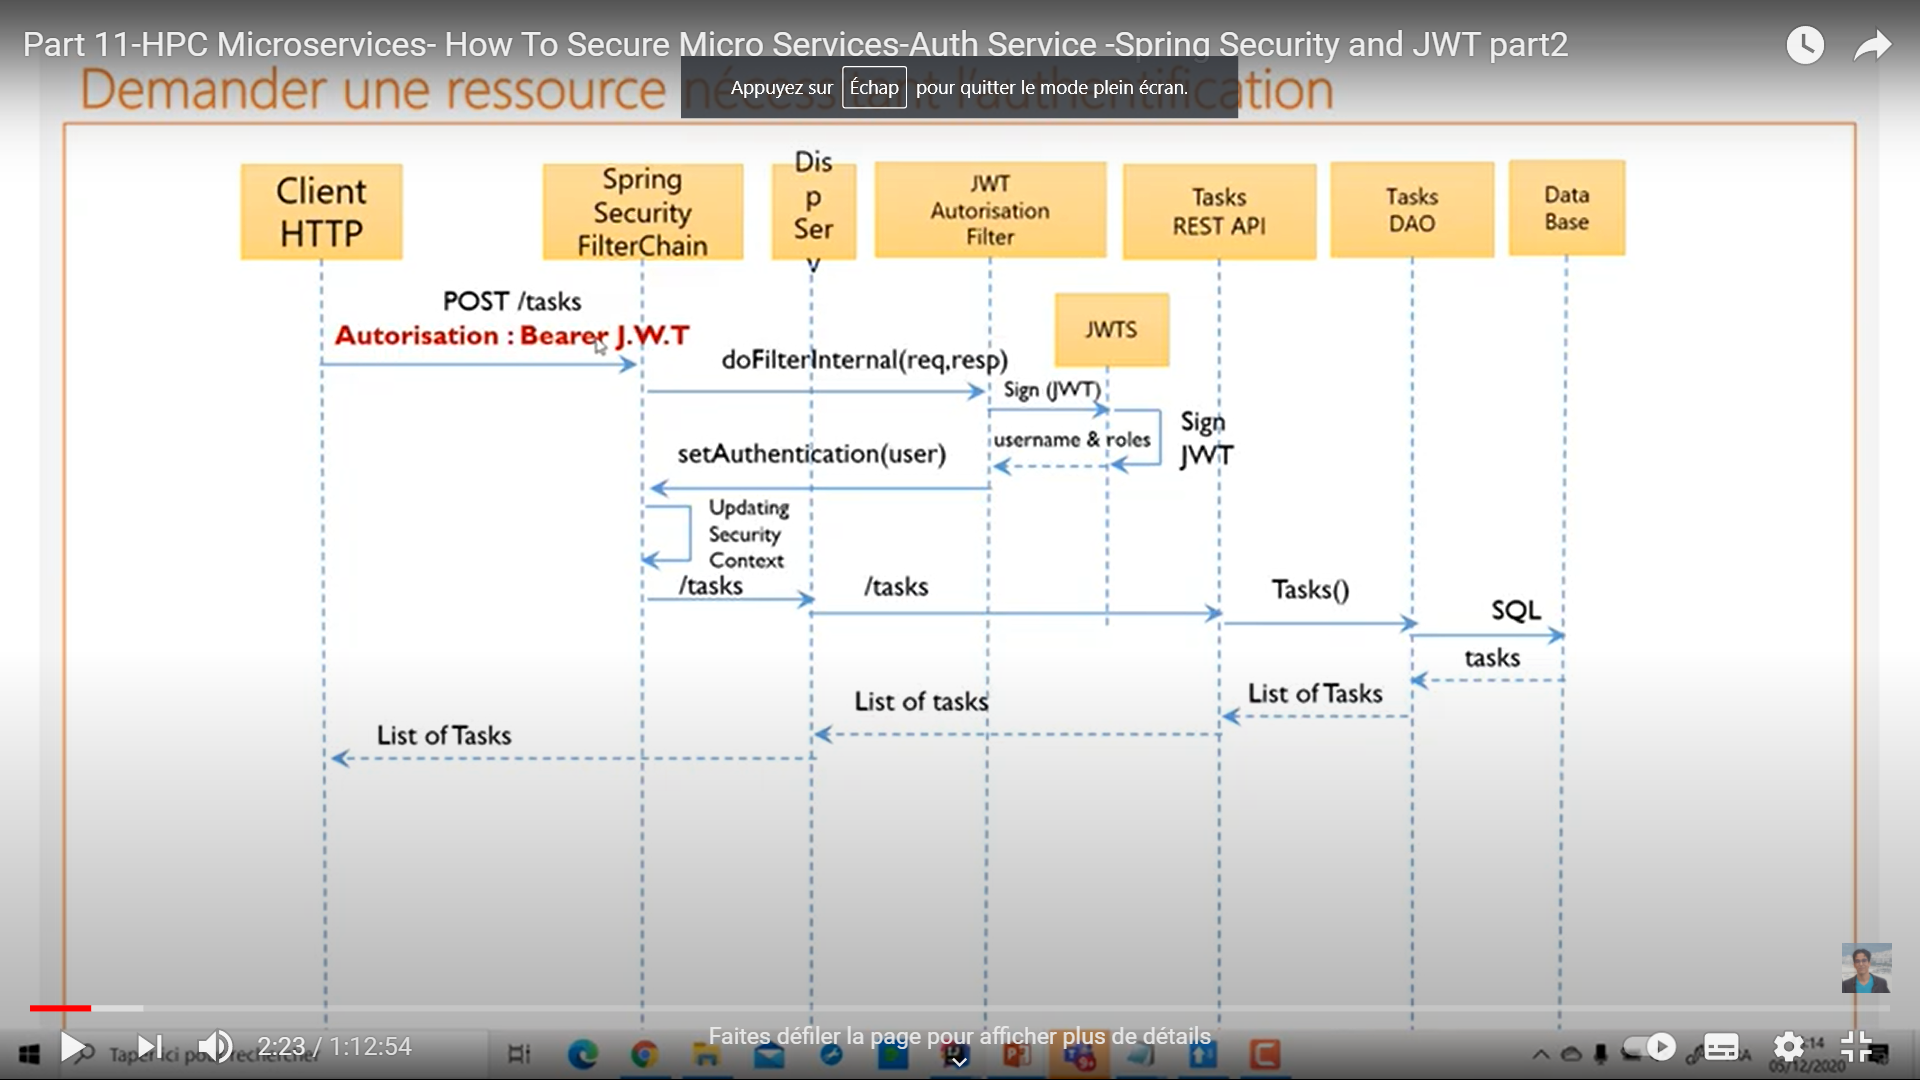 Part 11-HPC Microservices- How To Secure Micro Services-Auth Service -Spring Security and JWT part2
Demander une ressource nécessitant l'authentification
Appuyez sur Échap pour quitter le mode plein écran.
Client
HTTP
Spring
Security
FilterChain
Dis
p
Ser
v
JWT
Autorisation
Filter
Tasks
REST API
Tasks
DAO
Data
Base
POST /tasks
Autorisation : Bearer J.W.T
JWTS
doFilterInternal(req,resp)
Sign (JWT)
Sign
JWT
username & roles
setAuthentication(user)
Updating
Security
Context
/tasks
/tasks
Tasks()
SQL
tasks
List of Tasks
List of tasks
List of Tasks
Faites défiler la page pour afficher plus de détails
2:23 / 1:12:54
Taper ici pour rechercher
:14
05/12/2020